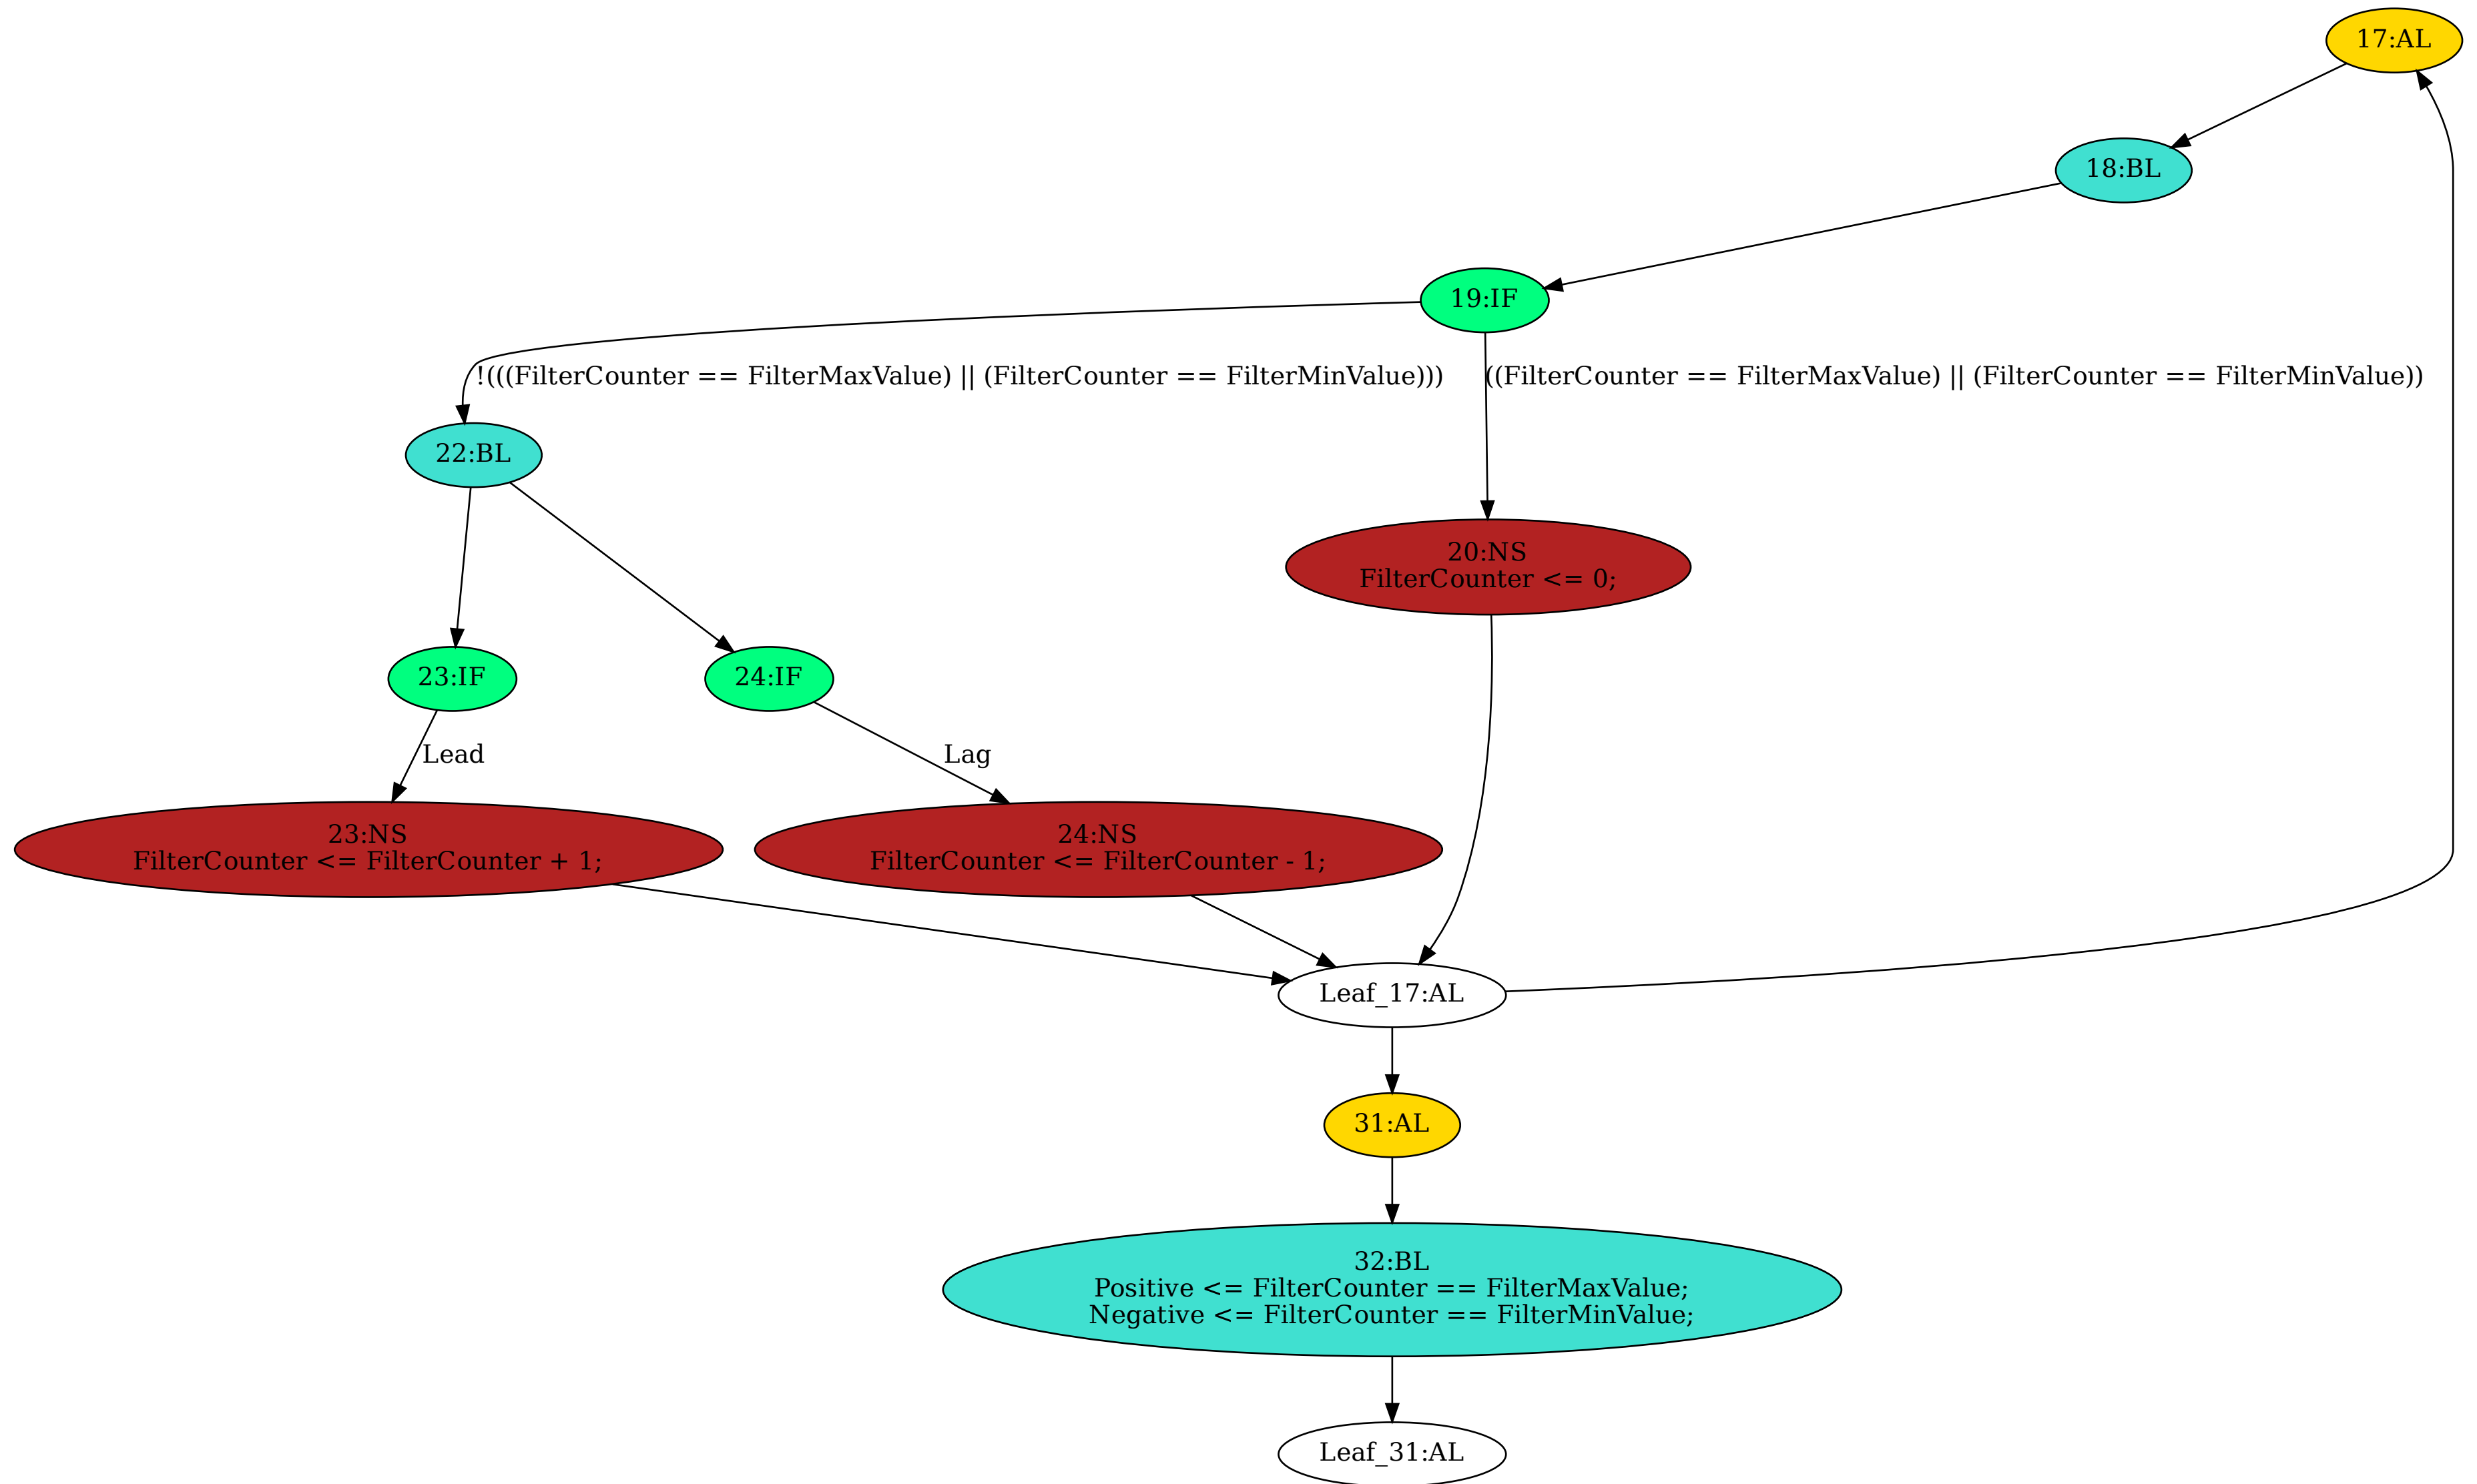 17:AL
18:BL
19:IF
!(((FilterCounter == FilterMaxValue) || (FilterCounter == FilterMinValue)))
((FilterCounter == FilterMaxValue) || (FilterCounter == FilterMinValue))
22:BL
20:NS
FilterCounter <= 0;
23:IF
24:IF
Lead
Lag
23:NS
FilterCounter <= FilterCounter + 1;
24:NS
FilterCounter <= FilterCounter - 1;
Leaf_17:AL
31:AL
32:BL
Positive <= FilterCounter == FilterMaxValue;
Negative <= FilterCounter == FilterMinValue;
Leaf_31:AL